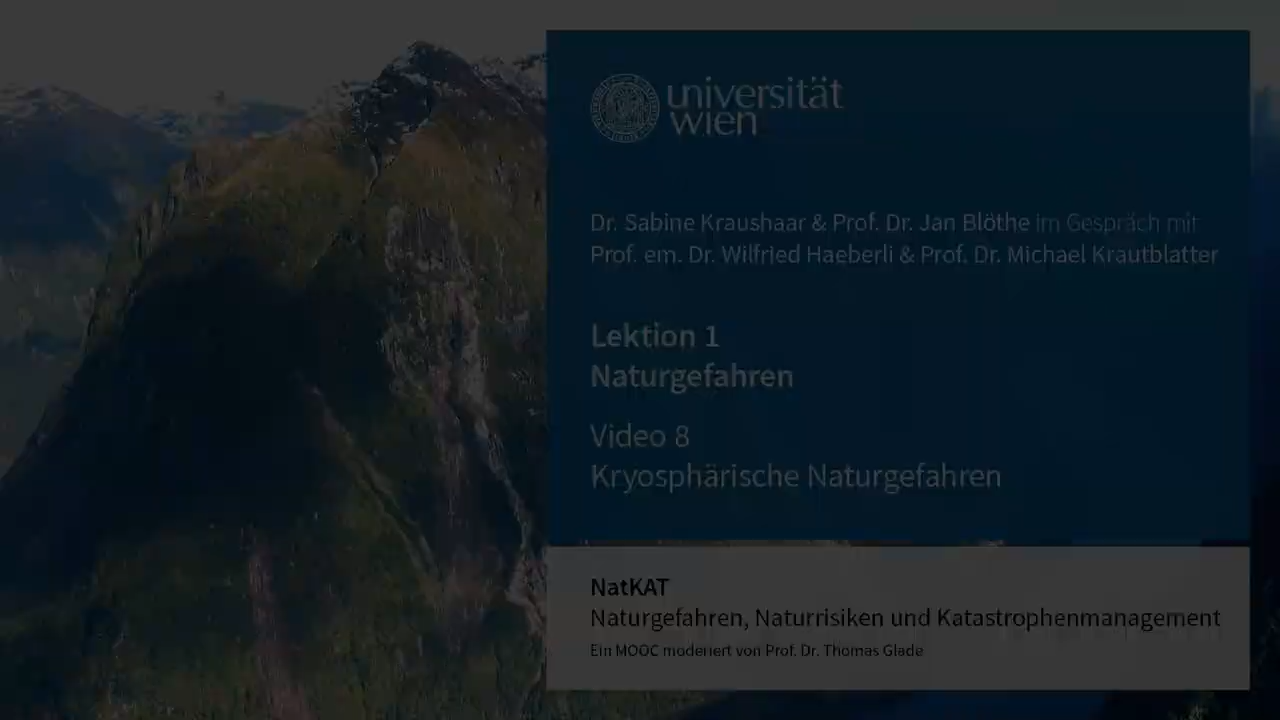 universität
wien
Dr. Sabine Kraushaar & Prof. Dr. Jan Blöthe im Gespräch mit
Prof. em. Dr. Wilfried Haeberli & Prof. Dr. Michael Krautblatter
Lektion 1
Naturgefahren
Video 8
Kryosphärische Naturgefahren
NatKAT
Naturgefahren, Naturrisiken und Katastrophenmanagement
Ein MOOC moderiert von Prof. Dr. Thomas Glade